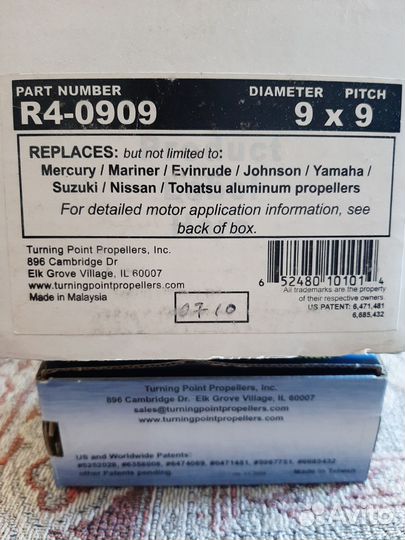 PART NUMBER DIAMETER PITCH
R4-0909 9 x 9
REPLACES: but not limited to:
Mercury / Mariner / Evinrude / Johnson / Yamaha /
Suzuki / Nissan / Tohatsu aluminum propellers
For detailed motor application information, see
back of box.
Turning Point Propellers, Inc.
896 Cambridge Dr
Elk Grove Village, IL 60007
www.turningpointpropellers.com
Made in Malaysia
6 52480 10101 4
All trademarks are the property
of their respective owners.
US PATENT: 6,471,481
6,685,432
0710
Turning Point Propellers, Inc.
896 Cambridge Dr. Elk Grove Village, IL 60007
sales@turningpointpropellers.com
www.turningpointpropellers.com
US and Worldwide Patents:
other Patents pending.
Made in Taiwan
Avito